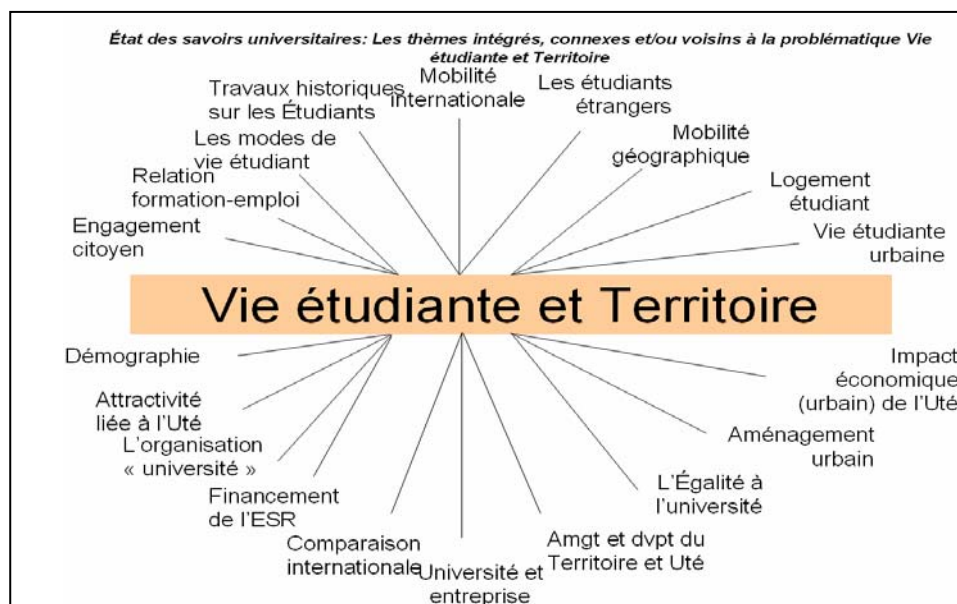 État des savoirs universitaires: Les thèmes intégrés, connexes et/ou voisins à la problématique Vie
étudiante et Territoire
Mobilité
internationale
Travaux historiques
sur les Étudiants
Les étudiants
étrangers
Les modes de
vie étudiant
Mobilité
géographique
Relation
formation-emploi
Logement
étudiant
Engagement
citoyen
Vie étudiante
urbaine
Vie étudiante et Territoire
Démographie
Impact
économique
(urbain) de l'Uté
Attractivité
liée à l'Uté
Aménagement
urbain
L'organisation
« université »
L'Égalité à
l'université
Financement
de l'ESR
Comparaison
internationale
Amgt et dvpt du
Territoire et Uté
Université et
entreprise